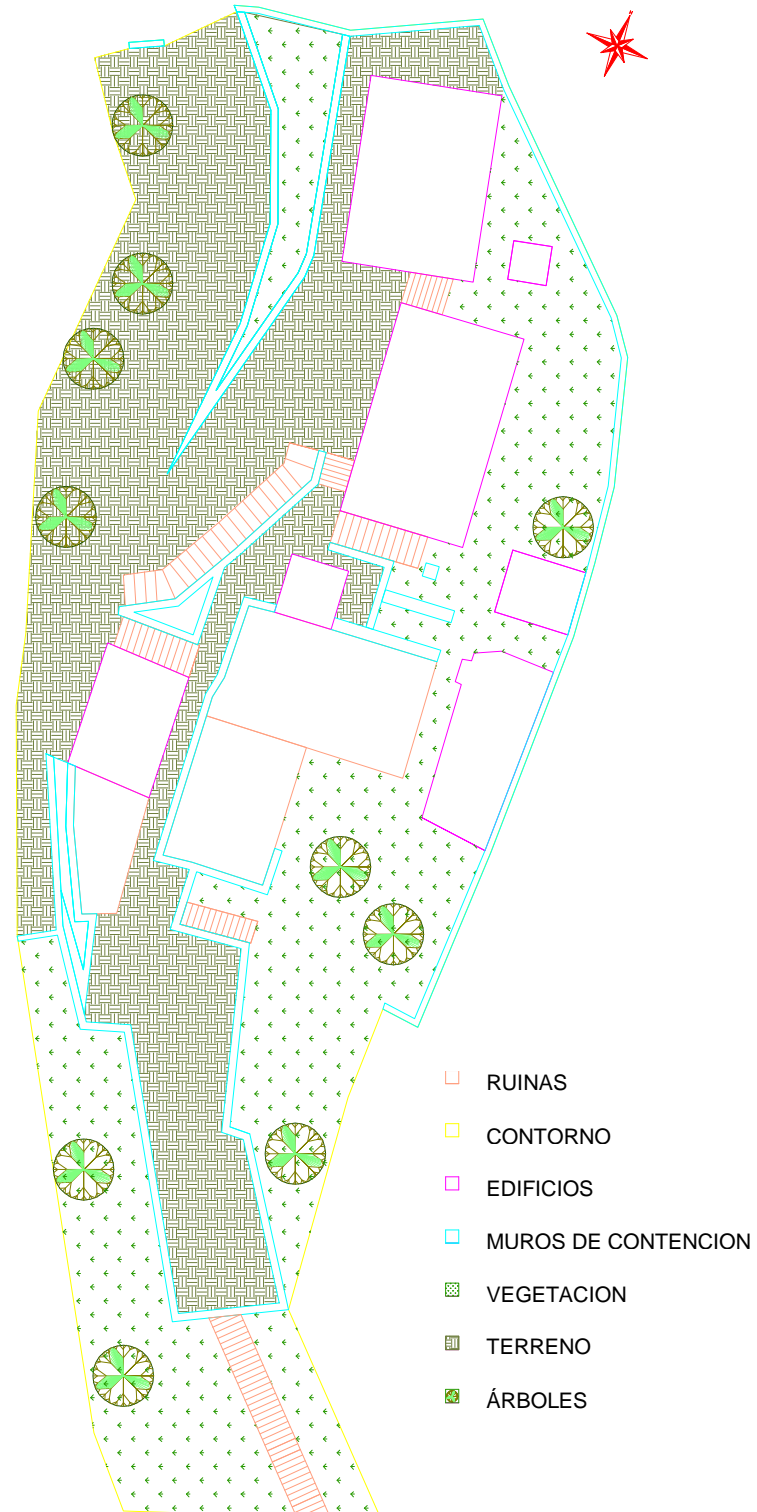 RUINAS
CONTORNO
EDIFICIOS
MUROS DE CONTENCION
VEGETACION
TERRENO
ÁRBOLES